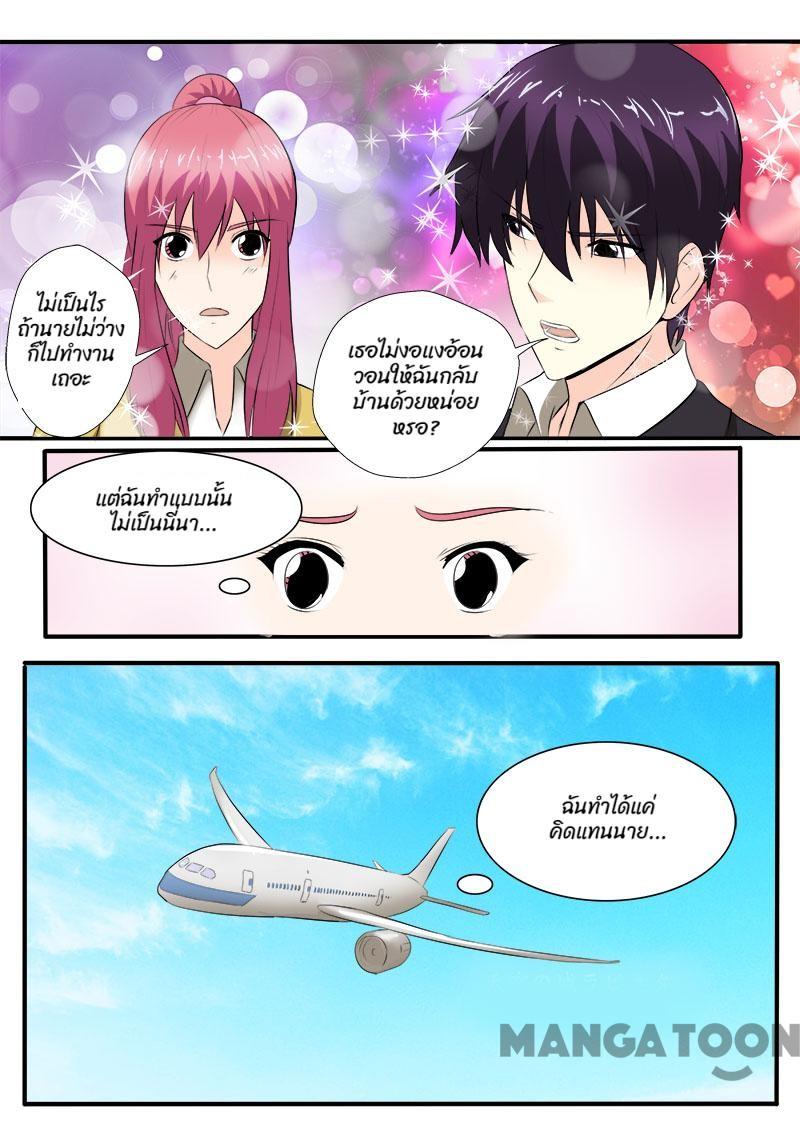 ไม่เป็นไร
ถ้านายไม่ว่าง
ก็ไปทำงาน
เถอะ
เธอไม่งอแงอ้อน
วอนให้ฉันกลับ
บ้านด้วยหน่อย
หรอ?
แต่ฉันทำแบบนั้น
ไม่เป็นนี่นา...
ฉันทำได้แค่
คิดแทนนาย...
MANGATOON